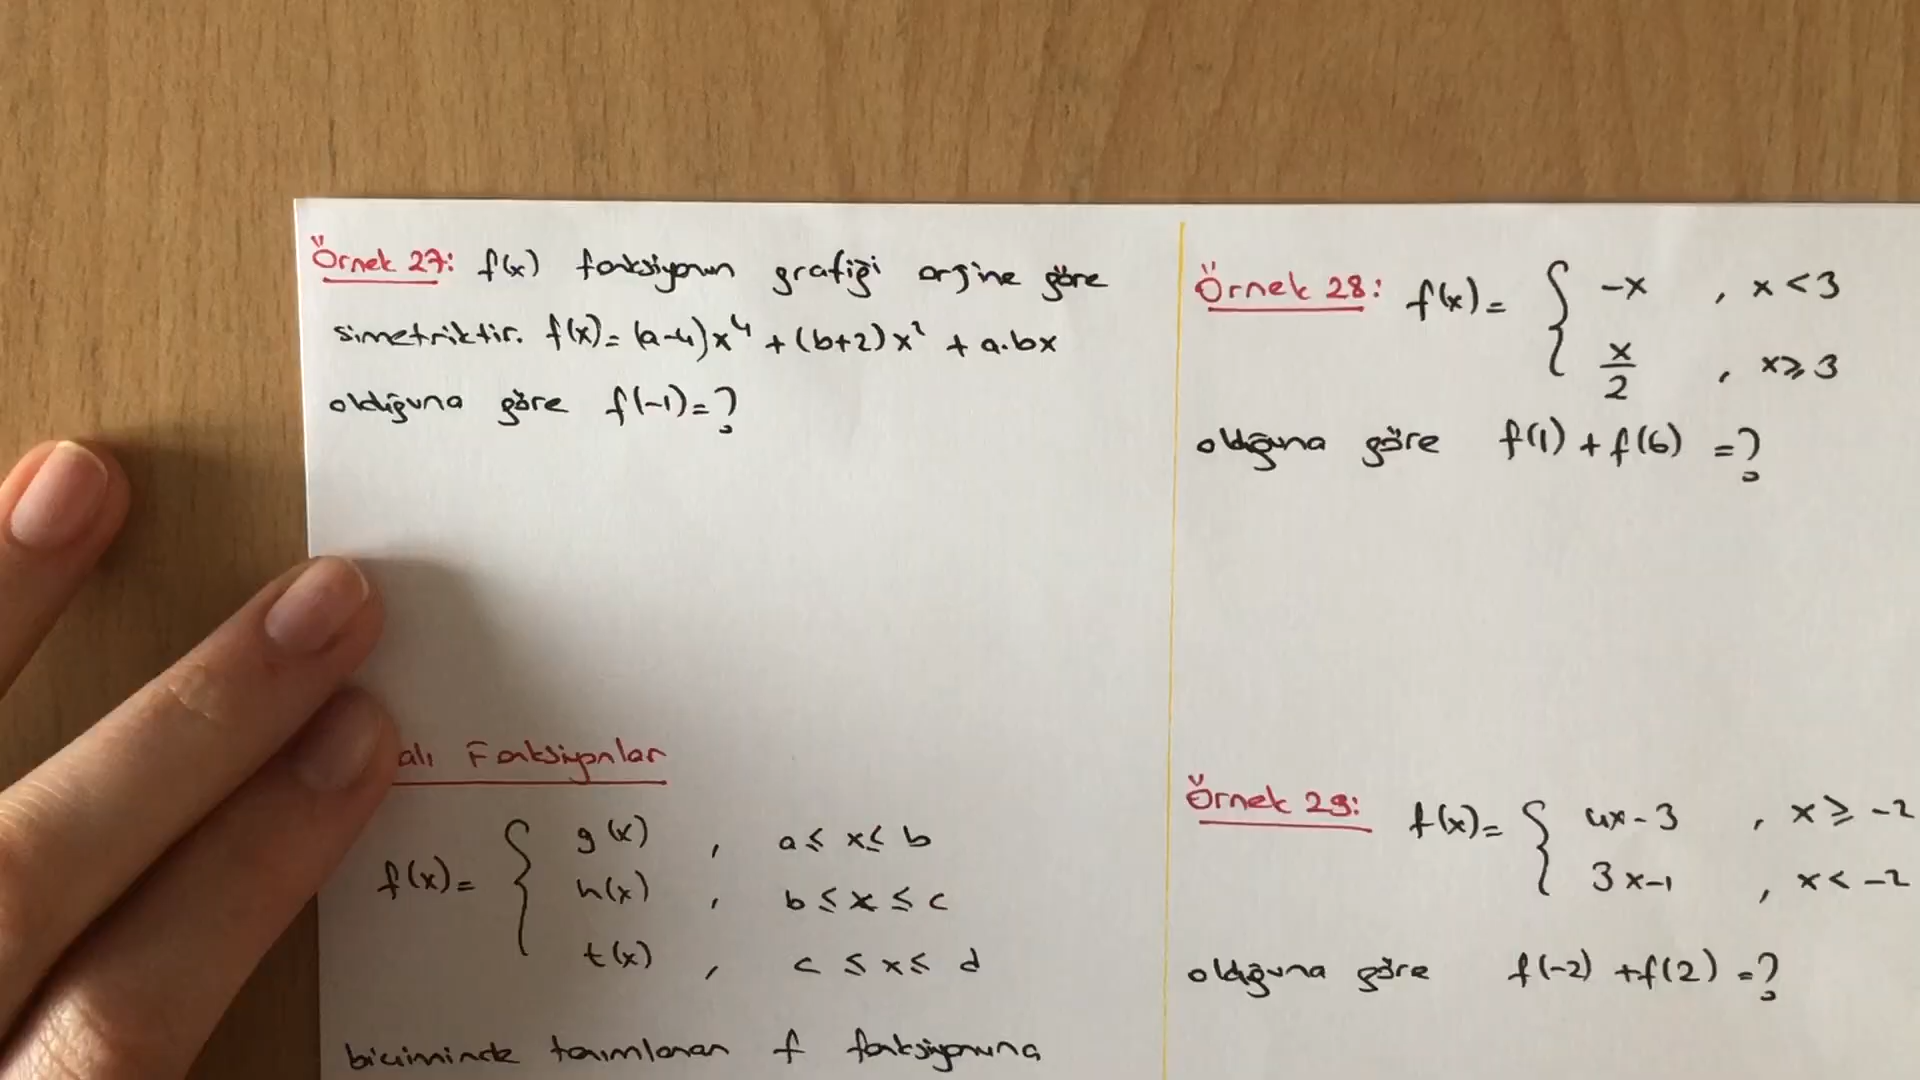 Örnek 27: f(x) fonksiyonun grafiği orjine göre
simetriktir. f(x)=(a-4)x⁴ + (b+2)x² + a.bx
olduğuna göre f(-1)=?
alı Fonksiyonlar
f(x)= { g(x) , a≤ x≤ b
h(x) , b ≤ x ≤ c
t(x) , c ≤ x ≤ d
biçiminde tanımlanan f fonksiyonuna
Örnek 28: f(x)= { -x , x<3
x/2 , x≥3
olduğuna göre f(1)+f(6) =?
Örnek 29: f(x)= { 4x-3 , x ≥ -2
3x-1 , x< -2
olduğuna göre f(-2) +f(2) =?